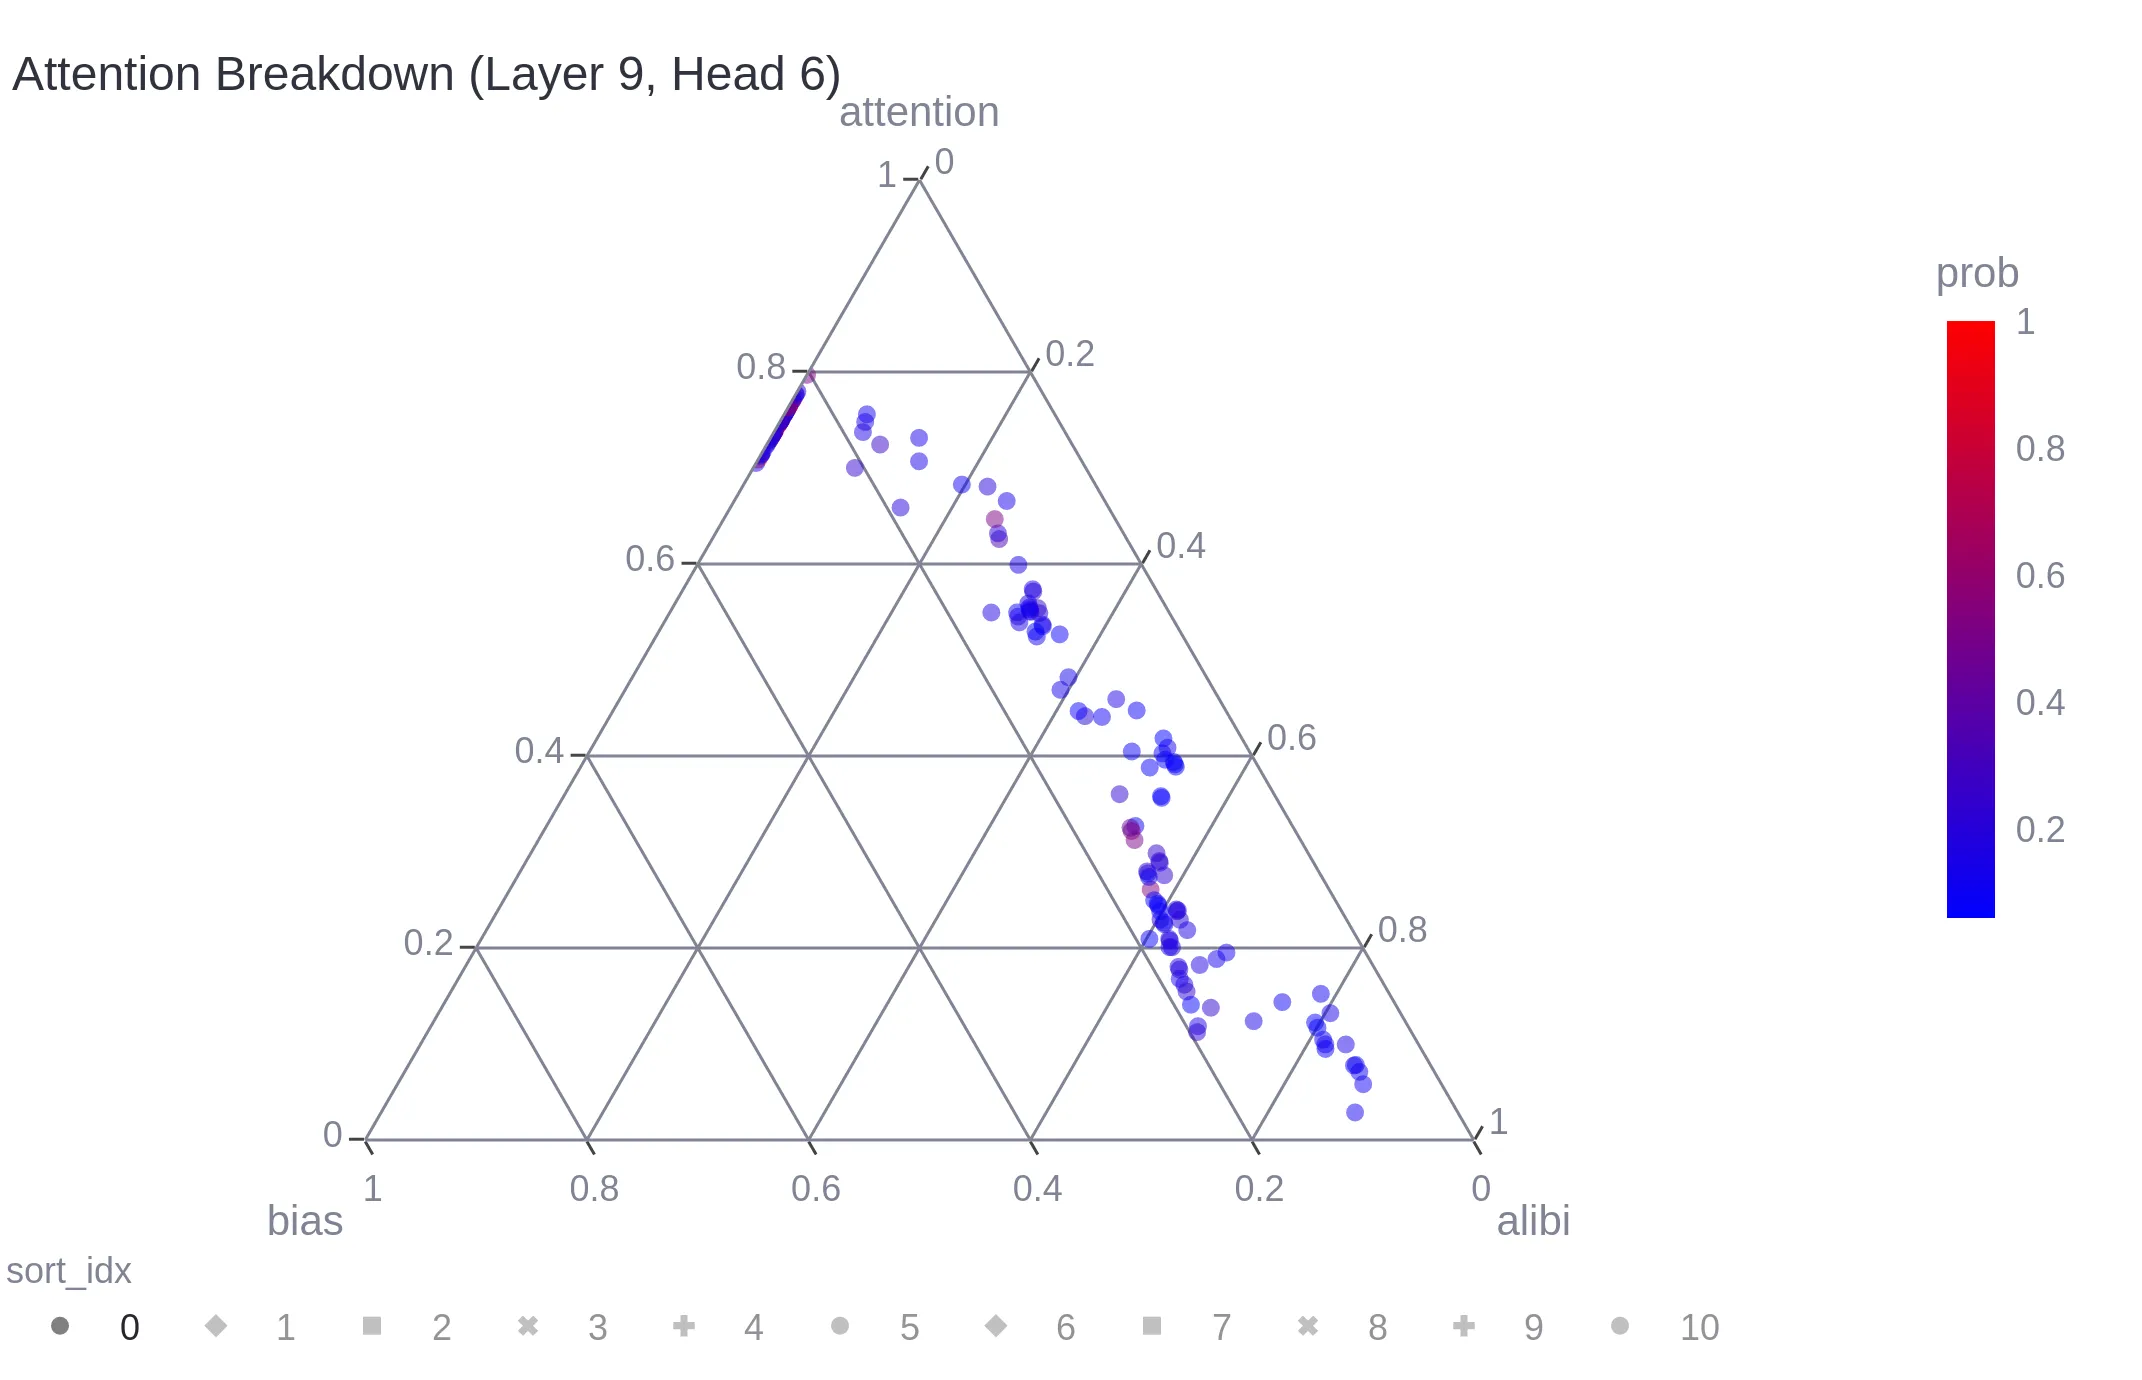 Attention Breakdown (Layer 9, Head 6)
attention
1 0
prob
1
0.8 0.2
0.8
0.6 0.4
0.6
0.4 0.6
0.4
0.2 0.8
0.2
0 1
1 0.8 0.6 0.4 0.2 0
bias alibi
sort_idx
0 1 2 3 4 5 6 7 8 9 10